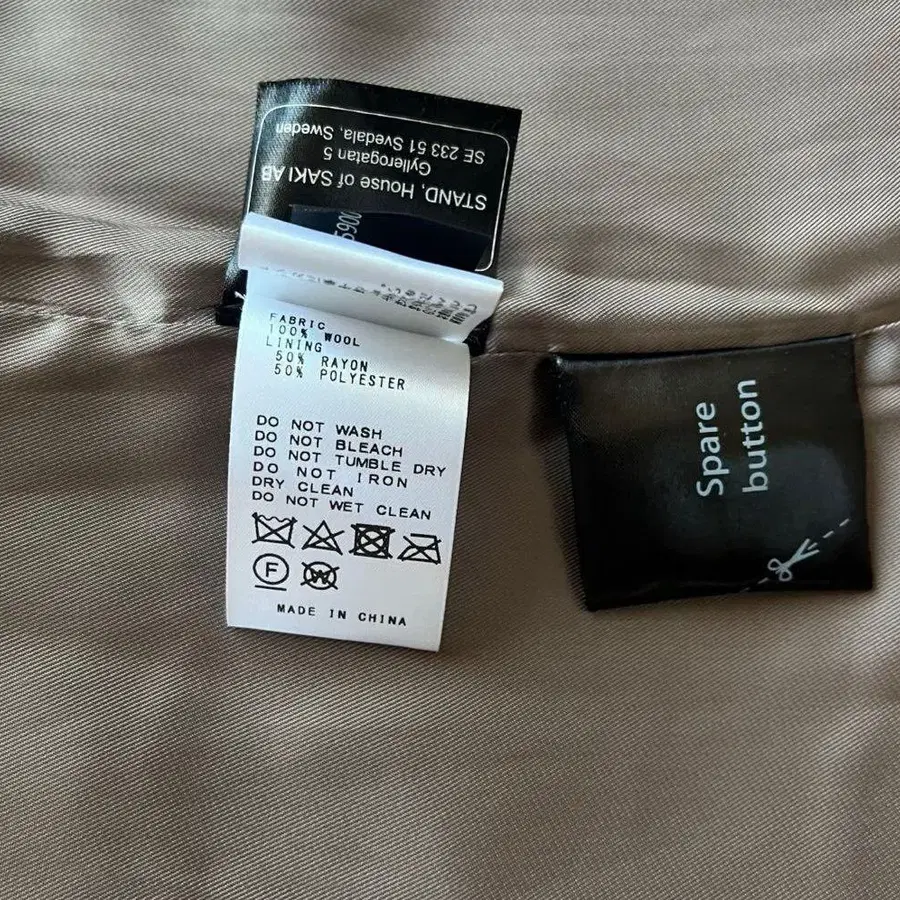 STAND, House of SAKI AB
Gyllerogatan 5
SE 233 51 Svedala, Sweden
FABRIC
100% WOOL
LINING
50% RAYON
50% POLYESTER
DO NOT WASH
DO NOT BLEACH
DO NOT TUMBLE DRY
DO NOT IRON
DRY CLEAN
DO NOT WET CLEAN
F
W
MADE IN CHINA
Spare
button